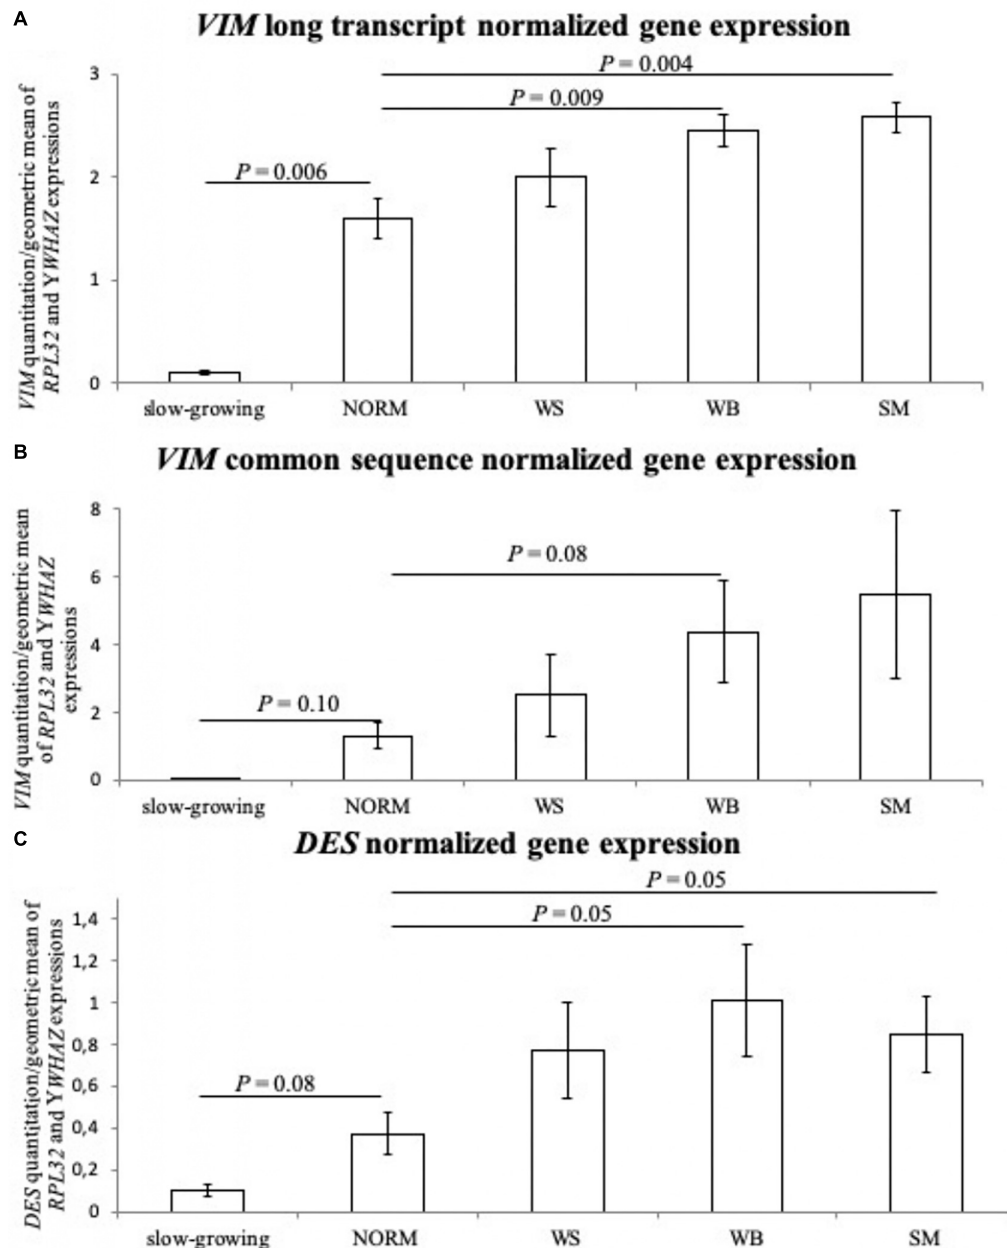 A
VIM long transcript normalized gene expression
VIM quantitation/geometric mean of
RPL32 and YWHAZ expressions
3
2
1
0
P = 0.004
P = 0.009
P = 0.006
slow-growing NORM WS WB SM
B
VIM common sequence normalized gene expression
VIM quantitation/geometric mean
of RPL32 and YWHAZ
expressions
8
6
4
2
0
P = 0.08
P = 0.10
slow-growing NORM WS WB SM
C
DES normalized gene expression
DES quantitation/geometric mean of
RPL32 and YWHAZ expressions
1,4
1,2
1
0,8
0,6
0,4
0,2
0
P = 0.05
P = 0.05
P = 0.08
slow-growing NORM WS WB SM